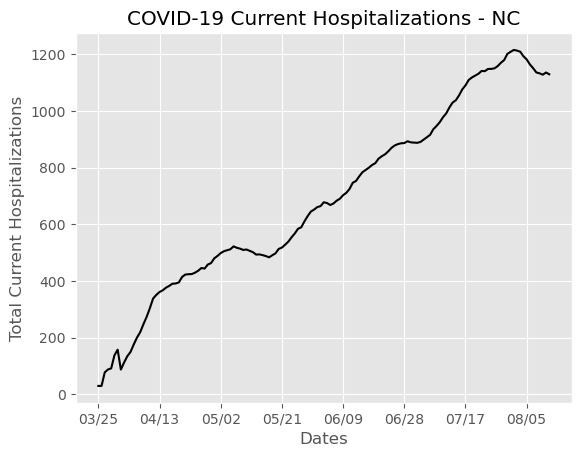 COVID-19 Current Hospitalizations - NC
1200
1000
800
600
400
200
0
Total Current Hospitalizations
03/25 04/13 05/02 05/21 06/09 06/28 07/17 08/05
Dates